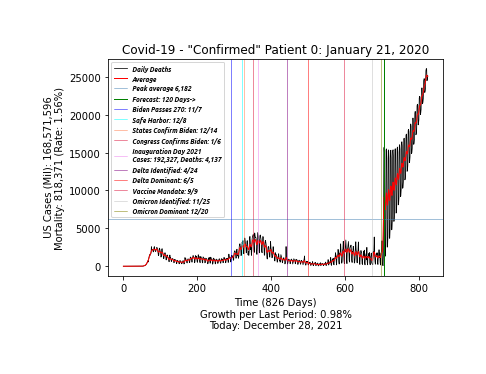 Covid-19 - "Confirmed" Patient 0: January 21, 2020
US Cases (Mil): 168,571,596
Mortality: 818,371 (Rate: 1.56%)
25000
20000
15000
10000
5000
0
Daily Deaths
Average
Peak average 6,182
Forecast: 120 Days->
Biden Passes 270: 11/7
Safe Harbor: 12/8
States Confirm Biden: 12/14
Congress Confirms Biden: 1/6
Inauguration Day 2021
Cases: 192,327, Deaths: 4,137
Delta Identified: 4/24
Delta Dominant: 6/5
Vaccine Mandate: 9/9
Omicron Identified: 11/25
Omicron Dominant 12/20
0 200 400 600 800
Time (826 Days)
Growth per Last Period: 0.98%
Today: December 28, 2021